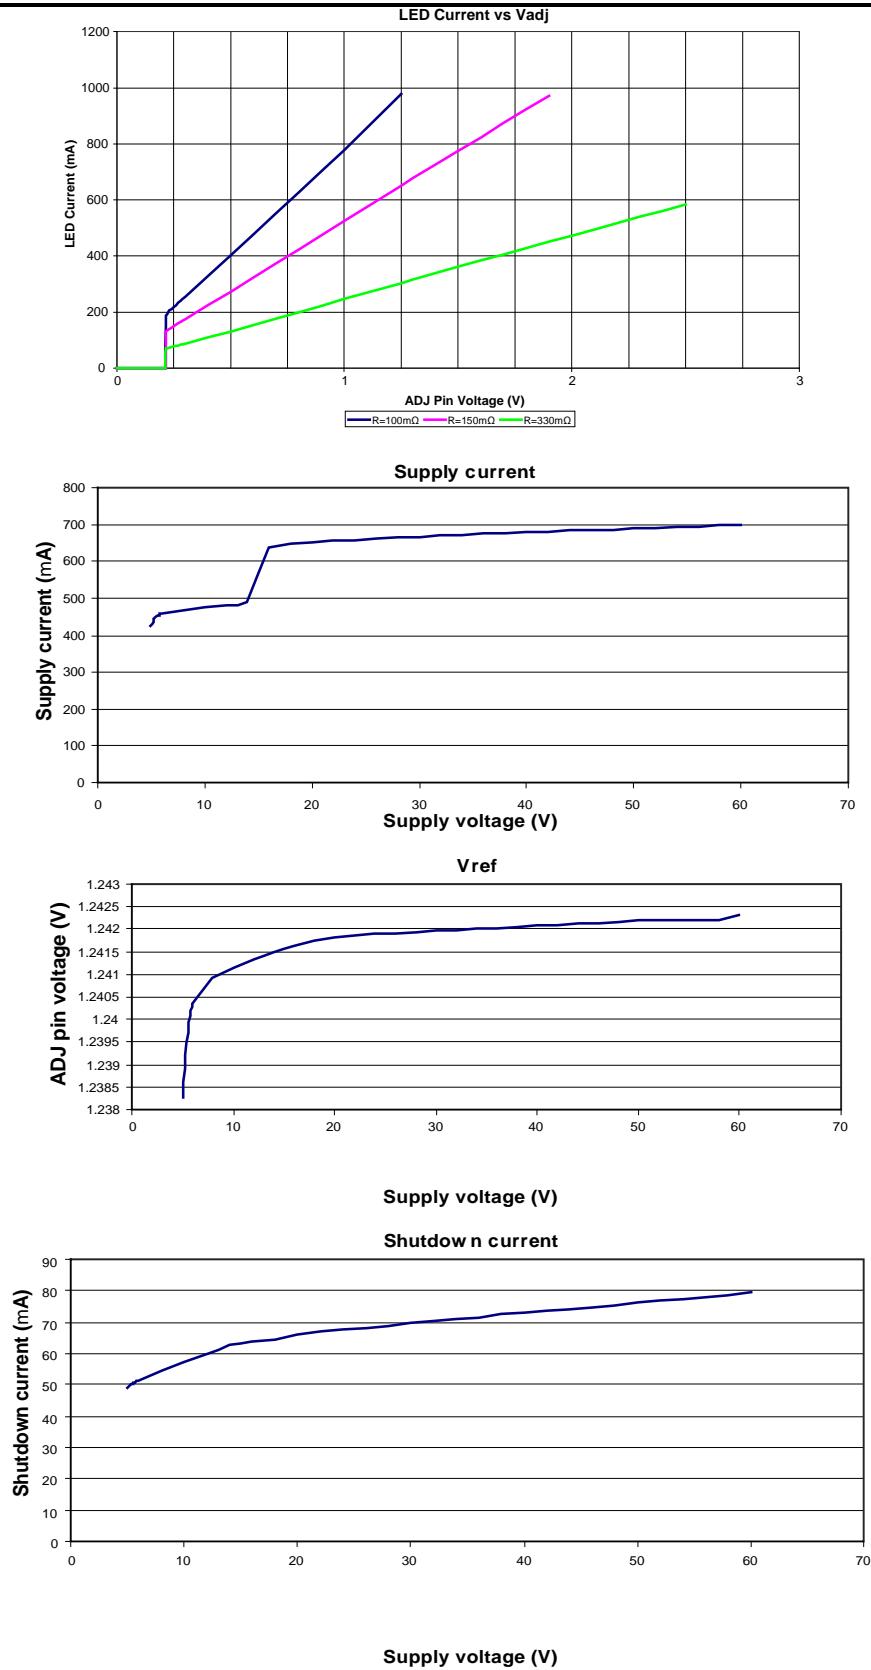 LED Current vs Vadj
1200
1000
800
600
400
200
0
LED Current (mA)
0 1 2 3
ADJ Pin Voltage (V)
R=100mΩ R=150mΩ R=330mΩ
Supply current
800
700
600
500
400
300
200
100
0
Supply current (mA)
0 10 20 30 40 50 60 70
Supply voltage (V)
Vref
1.243
1.2425
1.242
1.2415
1.241
1.2405
1.24
1.2395
1.239
1.2385
1.238
ADJ pin voltage (V)
0 10 20 30 40 50 60 70
Supply voltage (V)
Shutdown current
90
80
70
60
50
40
30
20
10
0
Shutdown current (mA)
0 10 20 30 40 50 60 70
Supply voltage (V)